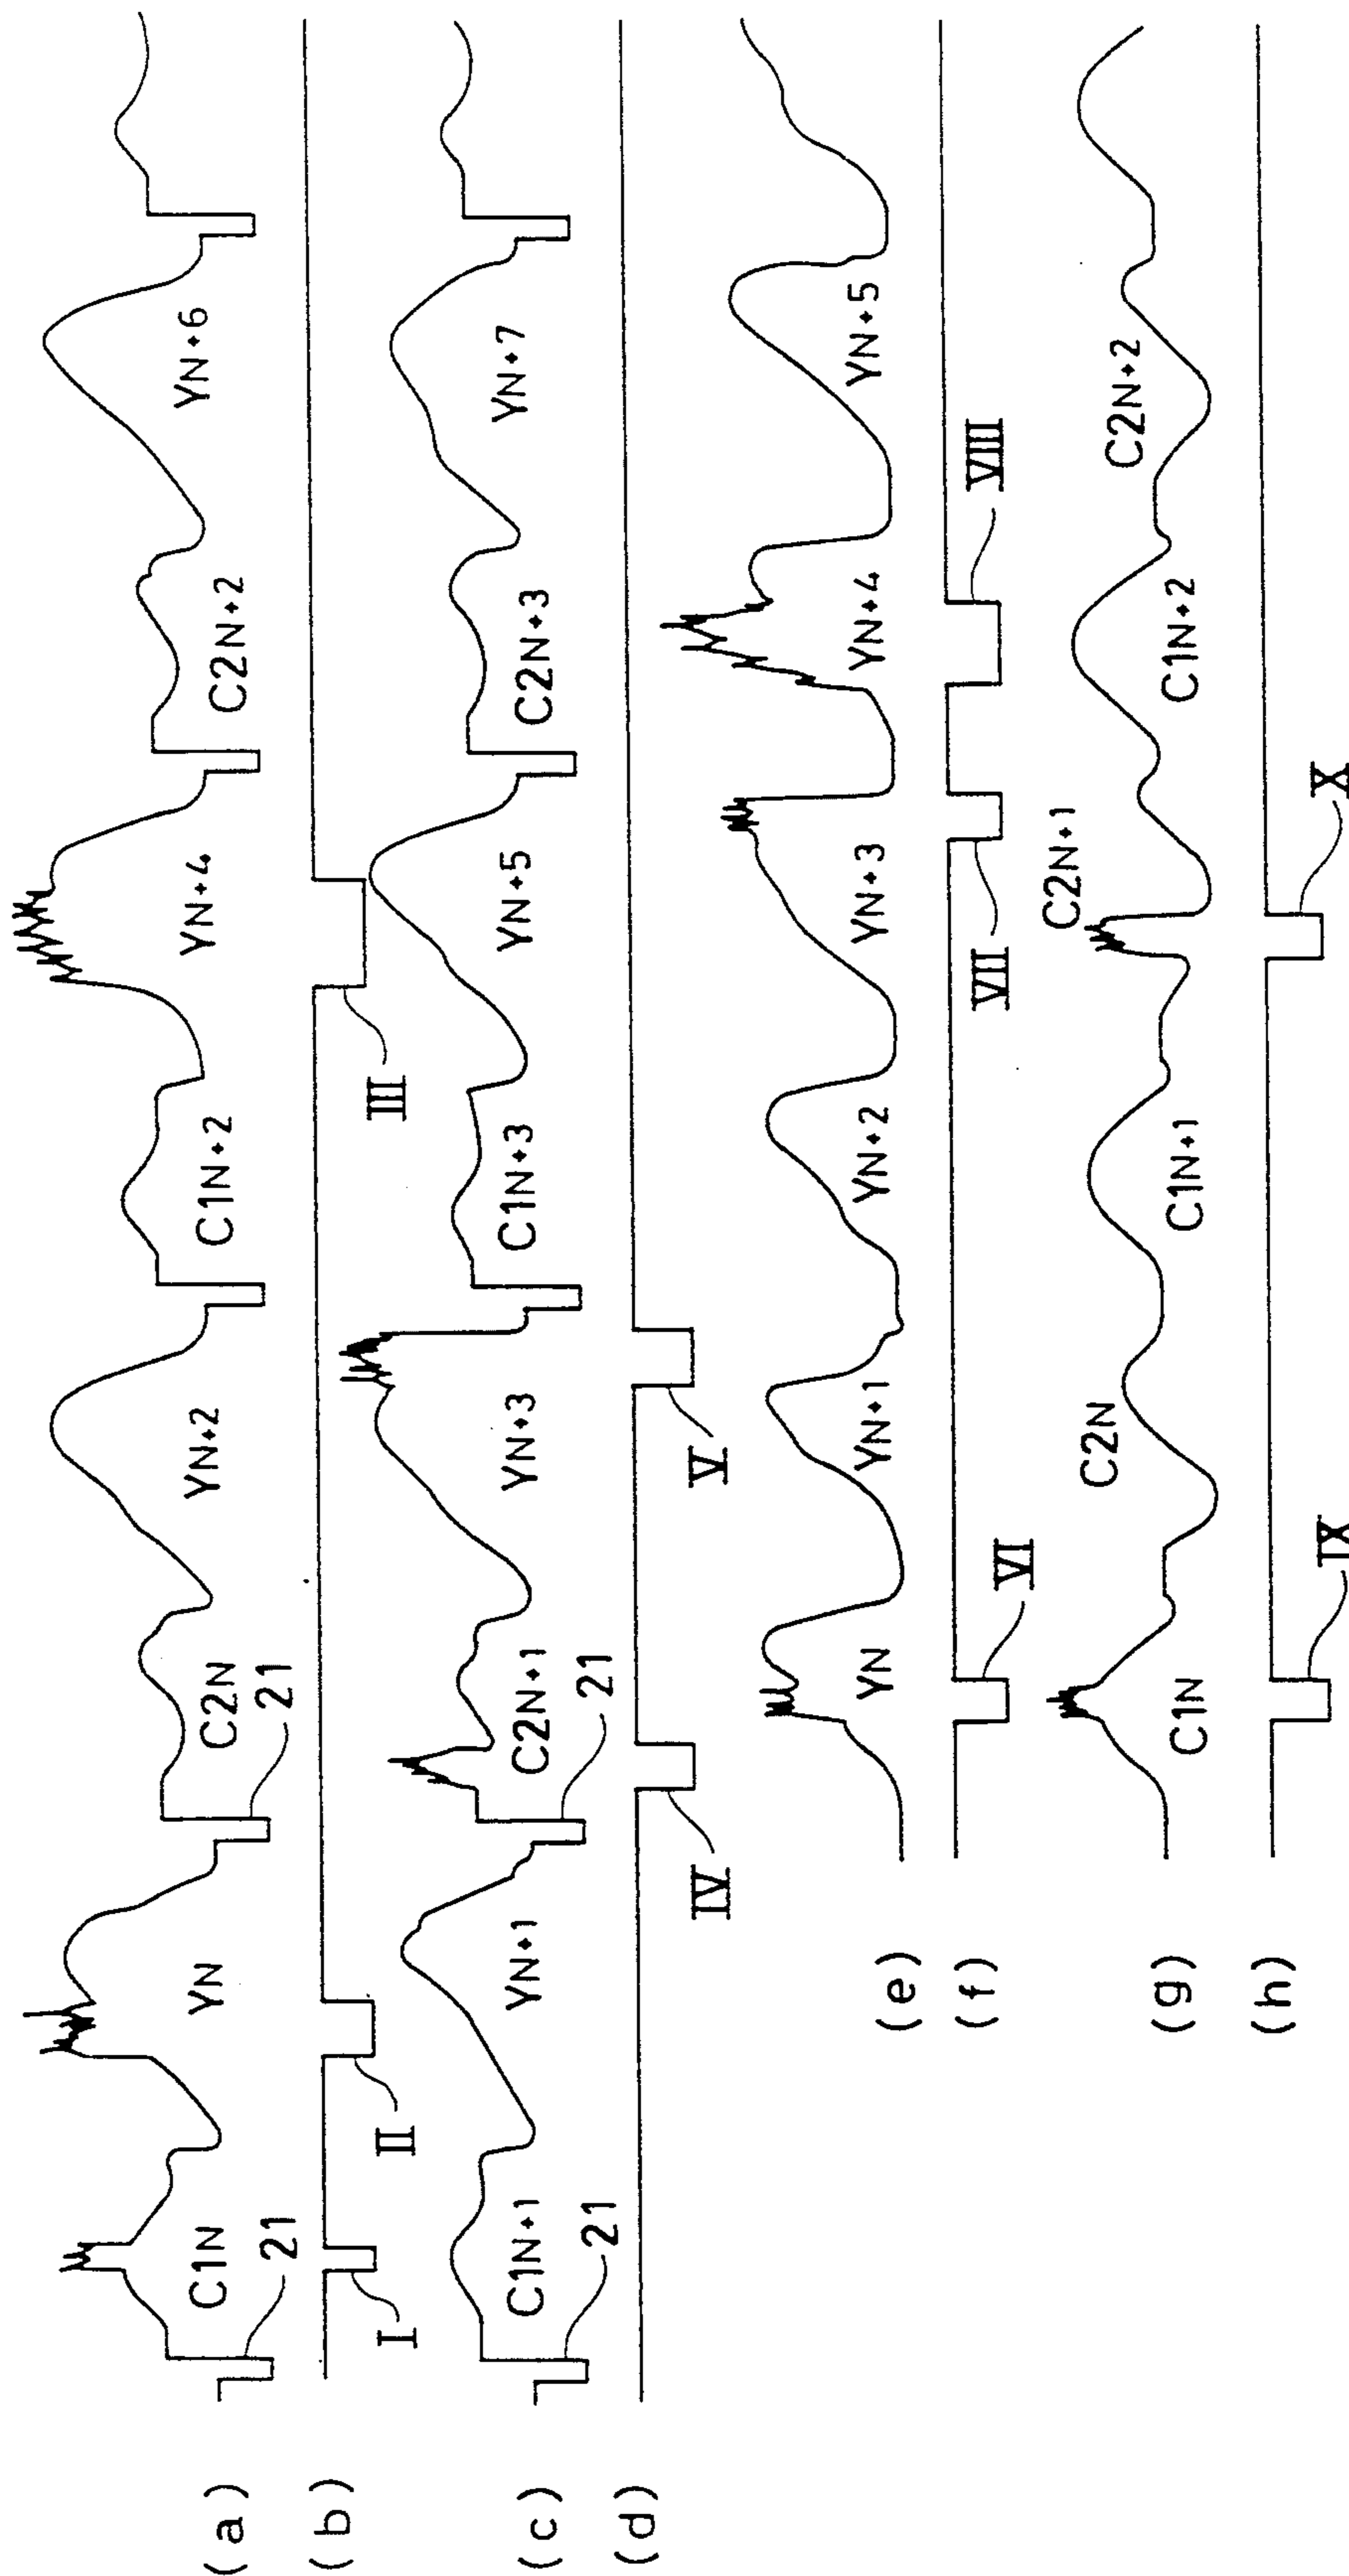 (a) C1N YN C2N YN+2 C1N+2 YN+4 C2N+2 YN+6
21 21
(b) I II III
(c) C1N+1 YN+1 C2N+1 YN+3 C1N+3 YN+5 C2N+3 YN+7
21 21
(d) IV V
(e) YN YN+1 YN+2 YN+3 YN+4 YN+5
(f) VI VII VIII
(g) C1N C2N C1N+1 C2N+1 C1N+2 C2N+2
(h) IX X